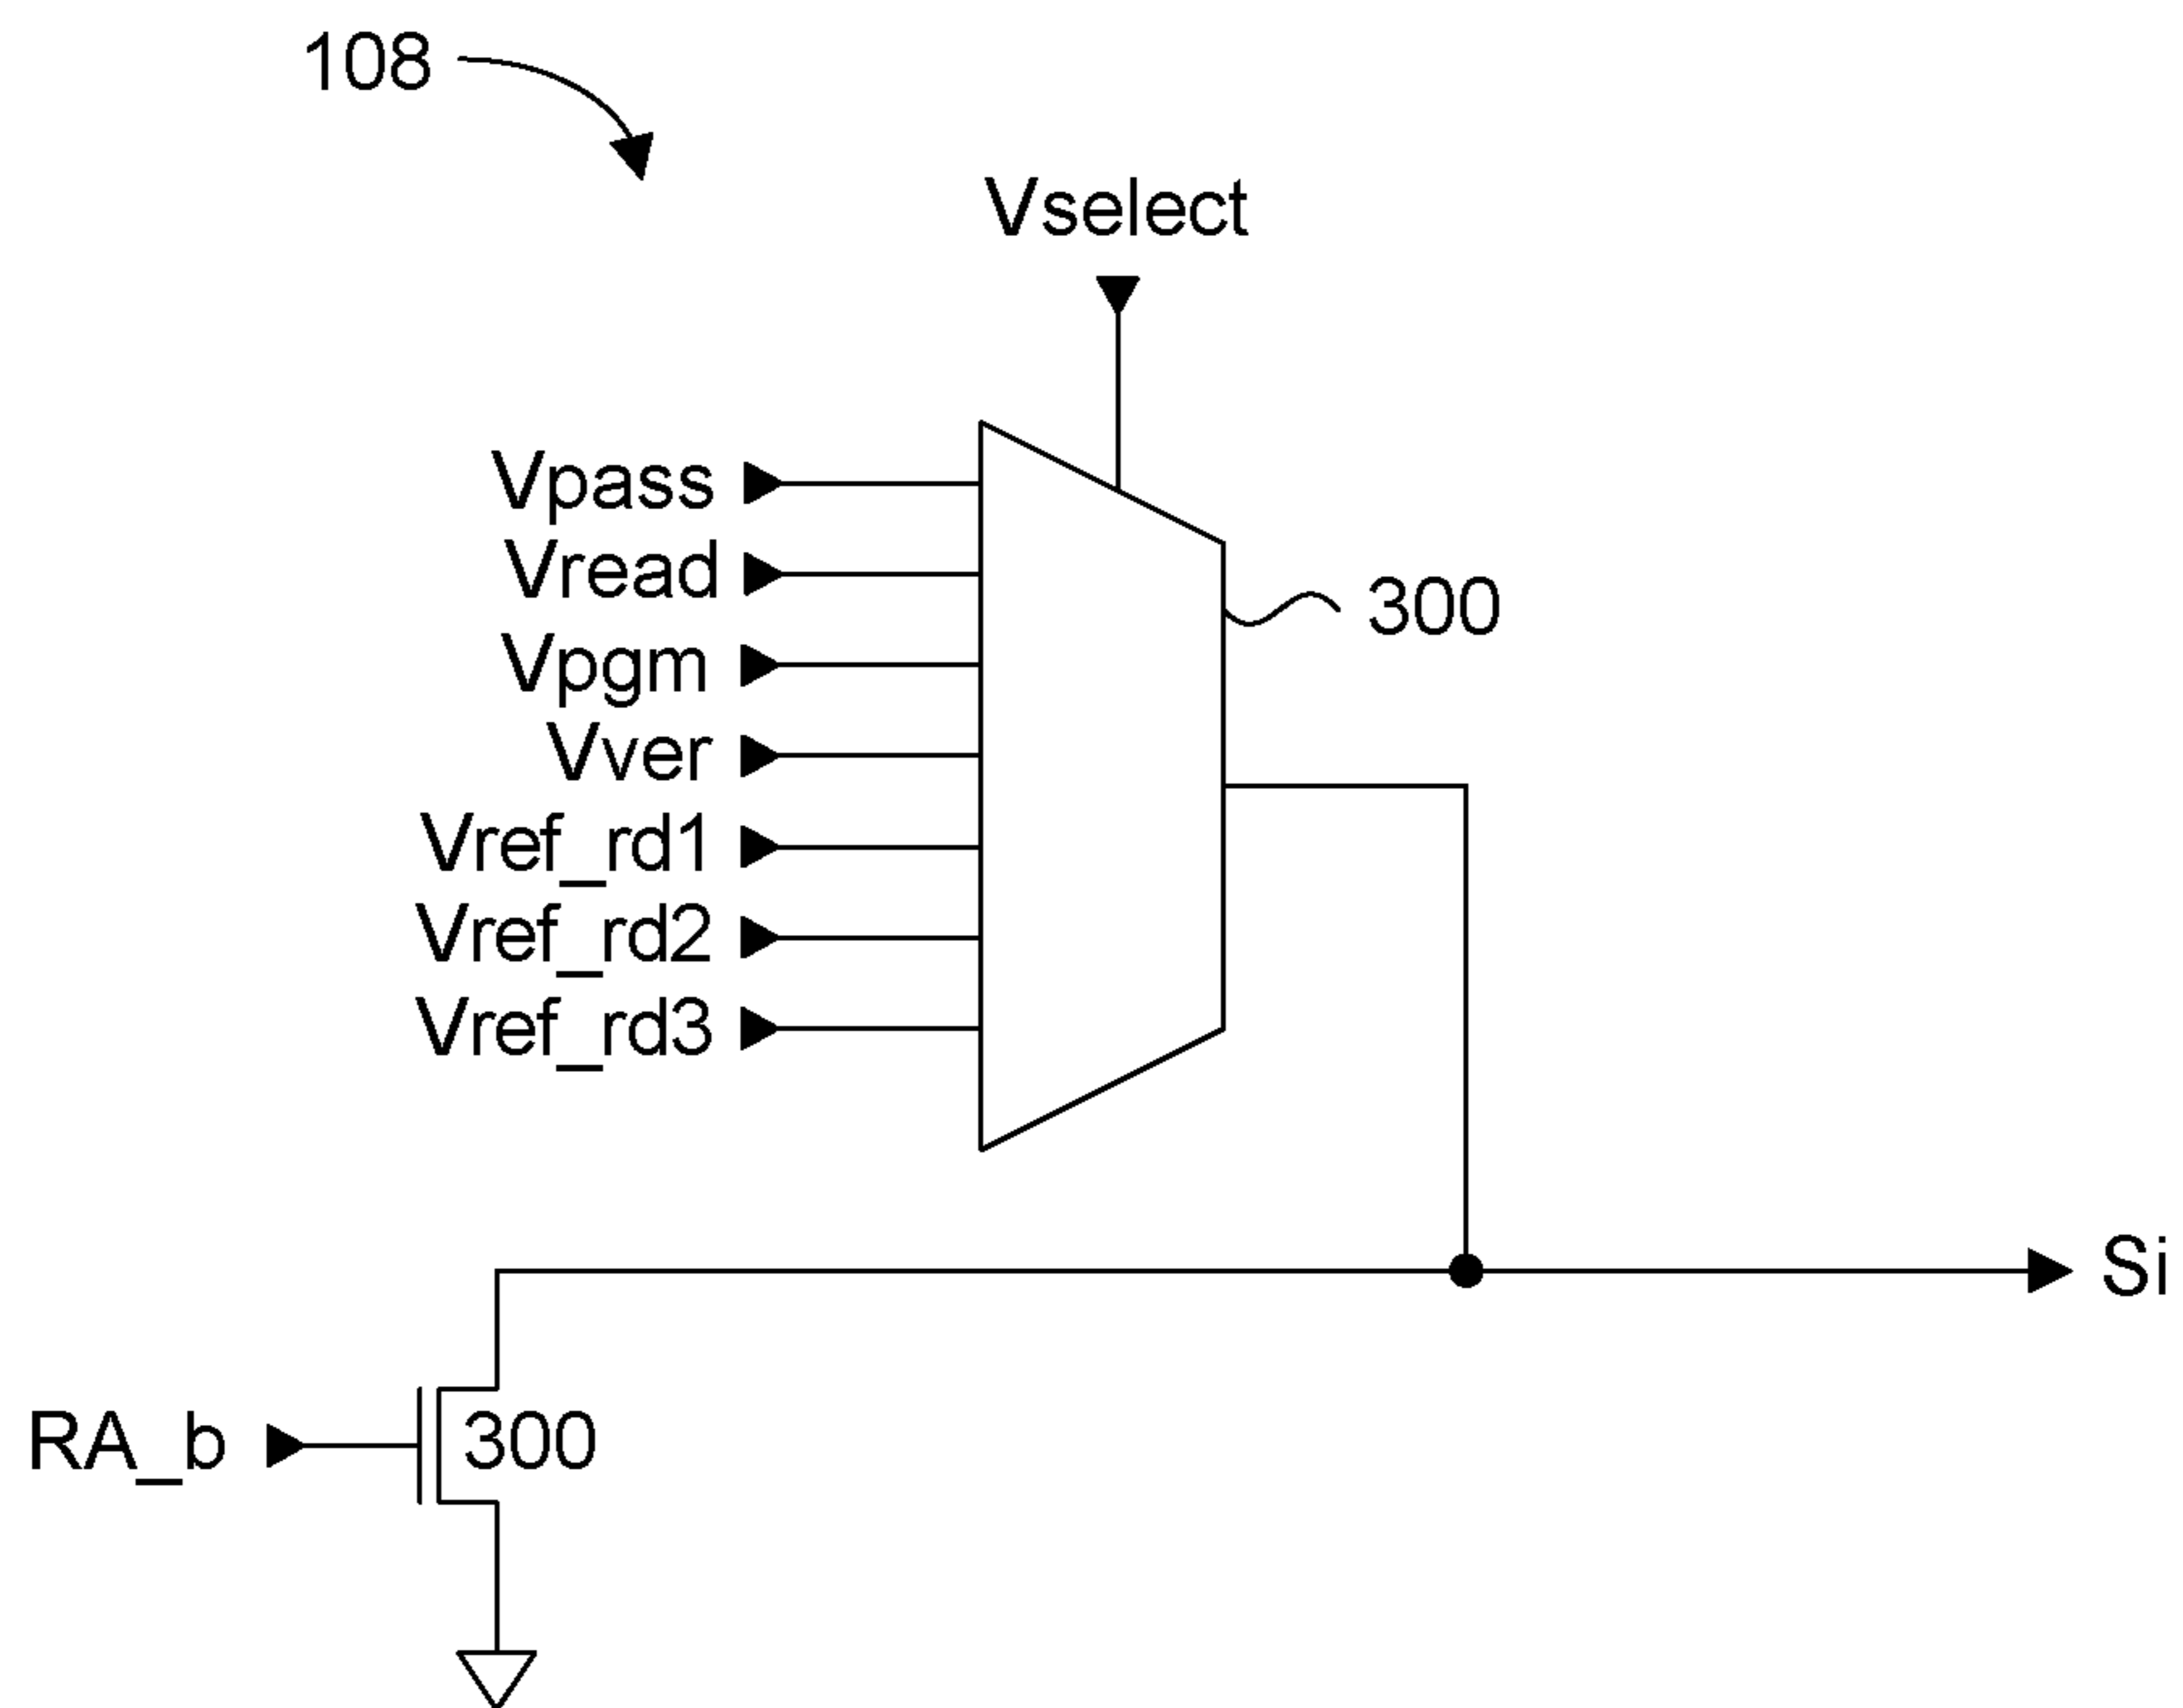 108
Vselect
Vpass
Vread
300
Vpgm
Vver
Vref_rd1
Vref_rd2
Vref_rd3
Si
RA_b
300